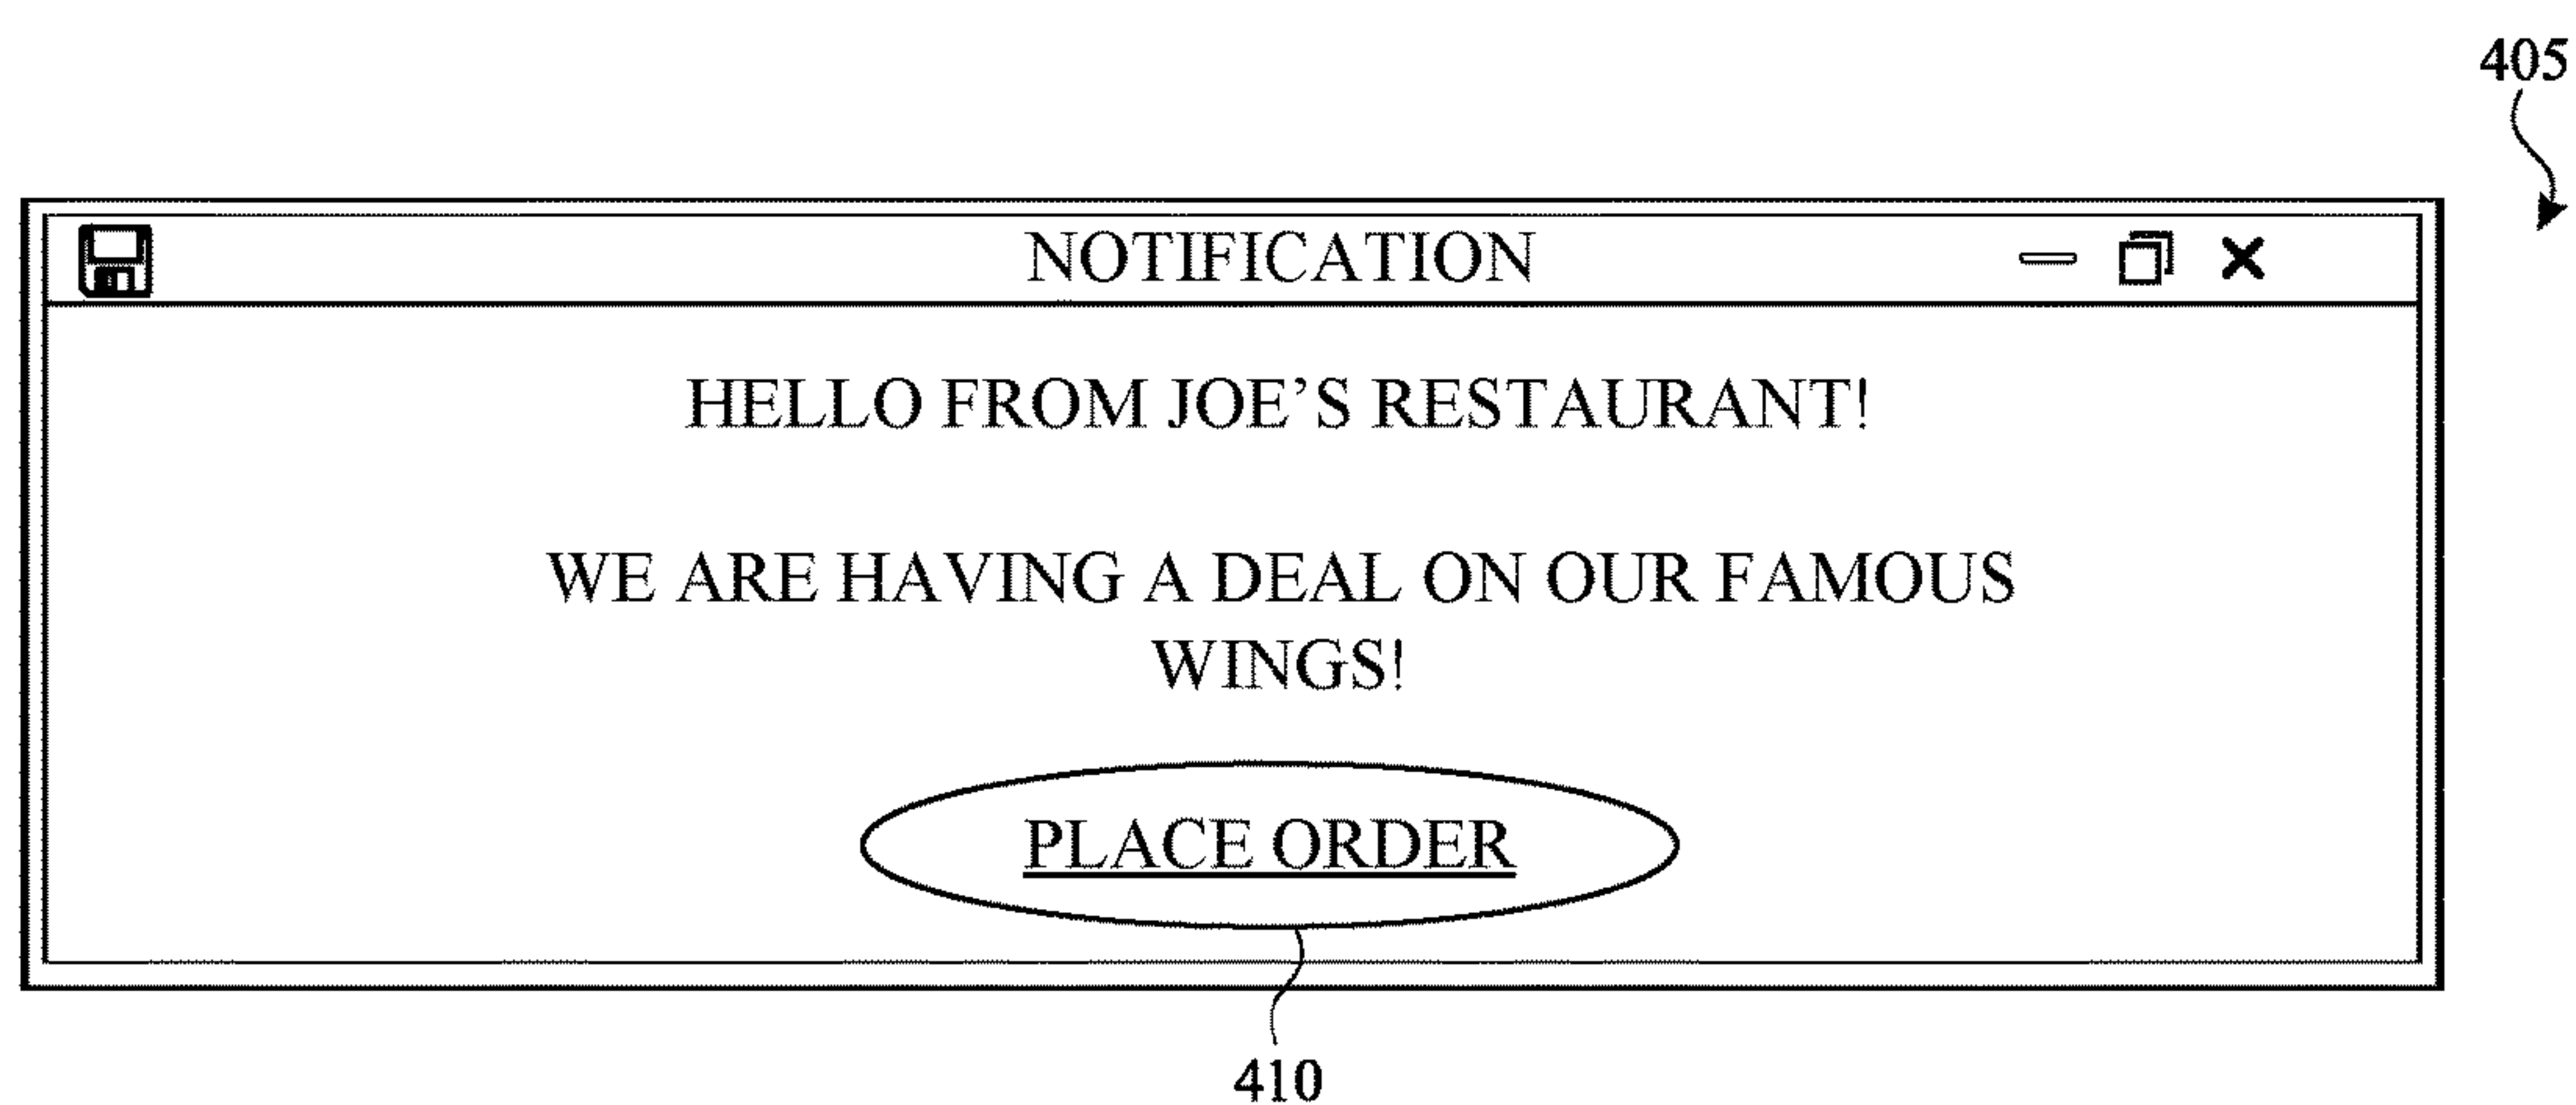 405
NOTIFICATION
HELLO FROM JOE’S RESTAURANT!
WE ARE HAVING A DEAL ON OUR FAMOUS
WINGS!
PLACE ORDER
410